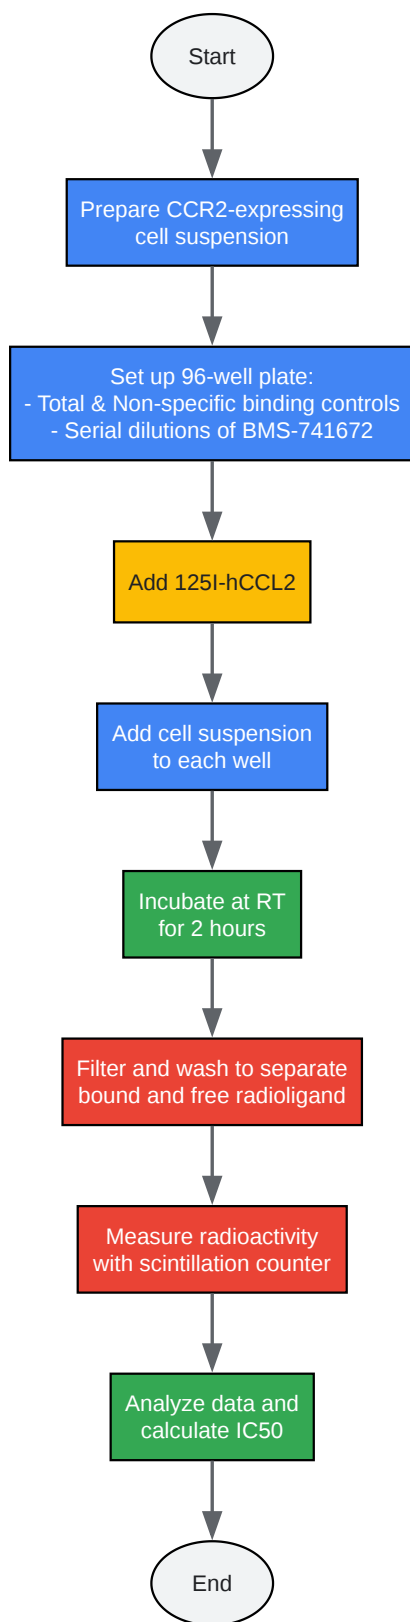 Start
Prepare CCR2-expressing
cell suspension
Set up 96-well plate:
- Total & Non-specific binding controls
- Serial dilutions of BMS-741672
Add 125I-hCCL2
Add cell suspension
to each well
Incubate at RT
for 2 hours
Filter and wash to separate
bound and free radioligand
Measure radioactivity
with scintillation counter
Analyze data and
calculate IC50
End